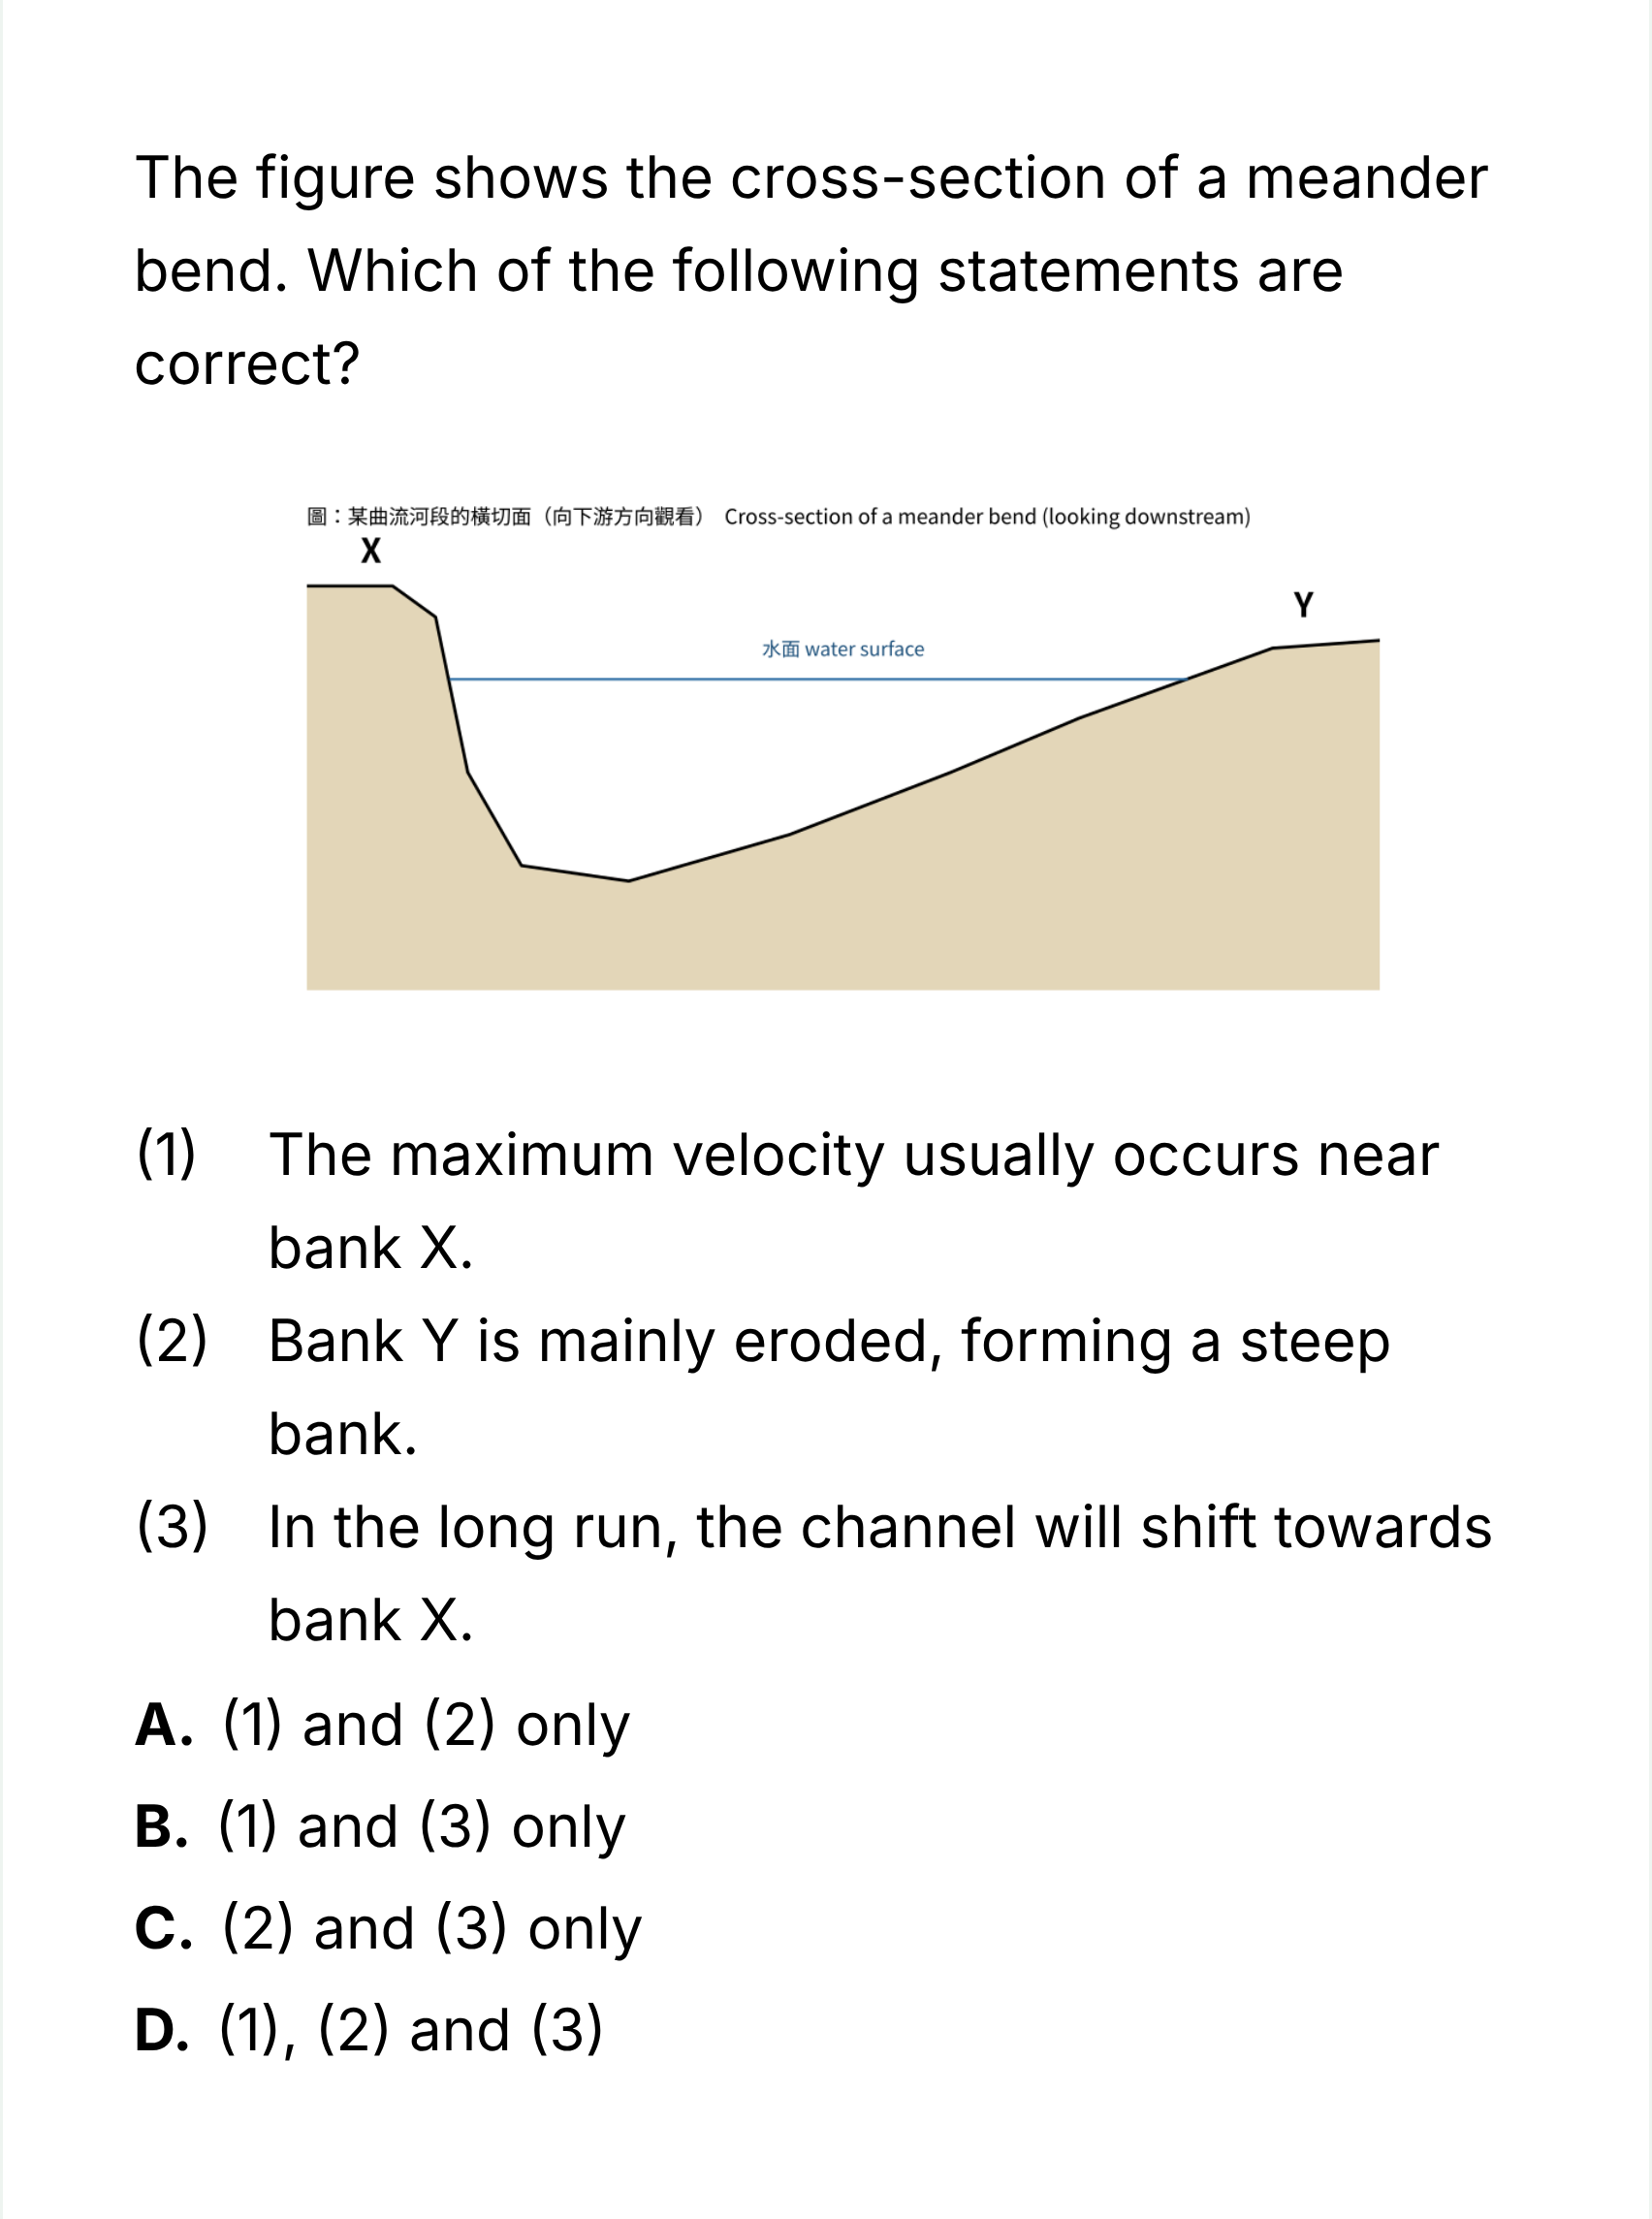 The figure shows the cross-section of a meander
bend. Which of the following statements are
correct?
圖：某曲流河段的橫切面（向下游方向觀看） Cross-section of a meander bend (looking downstream)
X
Y
水面 water surface
(1) The maximum velocity usually occurs near
bank X.
(2) Bank Y is mainly eroded, forming a steep
bank.
(3) In the long run, the channel will shift towards
bank X.
A. (1) and (2) only
B. (1) and (3) only
C. (2) and (3) only
D. (1), (2) and (3)